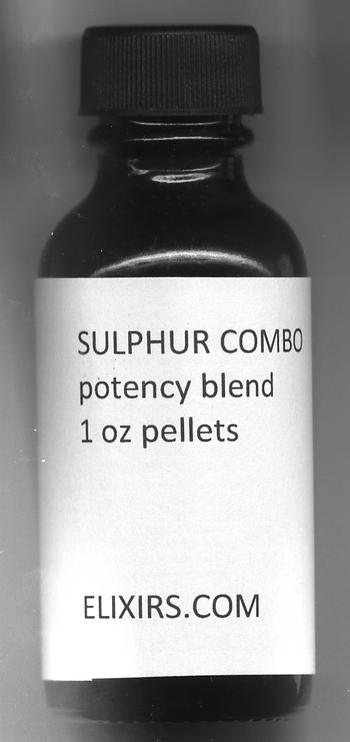 SULPHUR COMBO
potency blend
1 oz pellets
ELIXIRS.COM